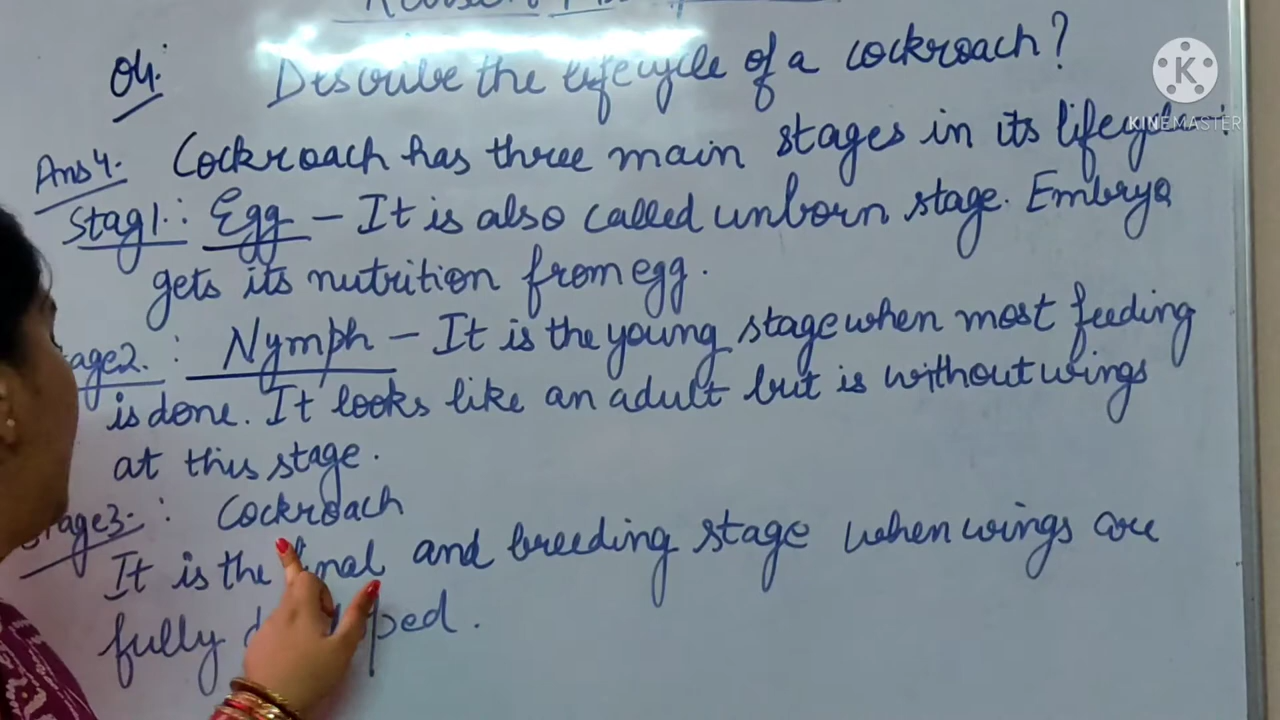 Q4:
Describe the lifecycle of a cockroach?
Ans4. Cockroach has three main stages in its lifecycle:
Stag1.: Egg – It is also called unborn stage. Embryo
gets its nutrition from egg.
age2. : Nymph – It is the young stage when most feeding
is done. It looks like an adult but is without wings
at this stage.
Stage3:- : Cockroach
It is the final and breeding stage when wings are
fully ped.
K
KINEMASTER